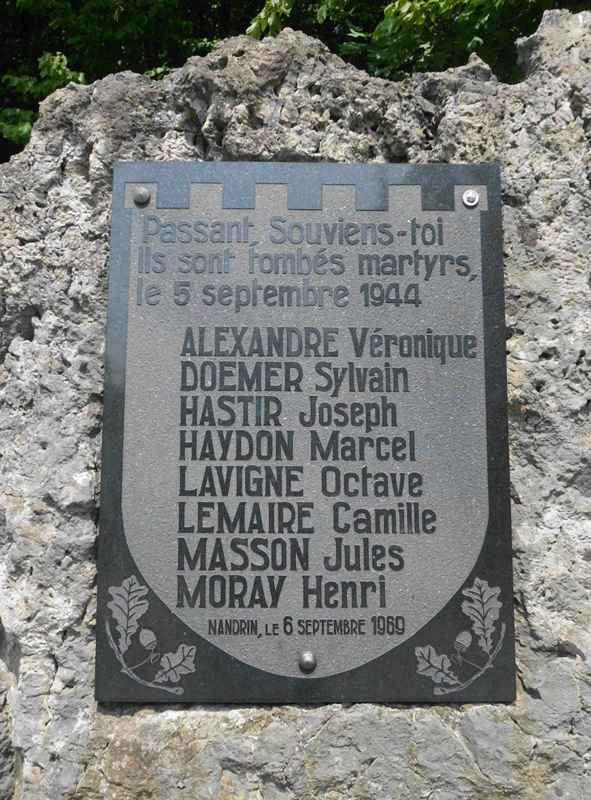 Passant, Souviens-toi
Ils sont tombés martyrs,
le 5 septembre 1944
ALEXANDRE Véronique
DOEMER Sylvain
HASTIR Joseph
HAYDON Marcel
LAVIGNE Octave
LEMAIRE Camille
MASSON Jules
MORAY Henri
NANDRIN, LE 6 SEPTEMBRE 1969